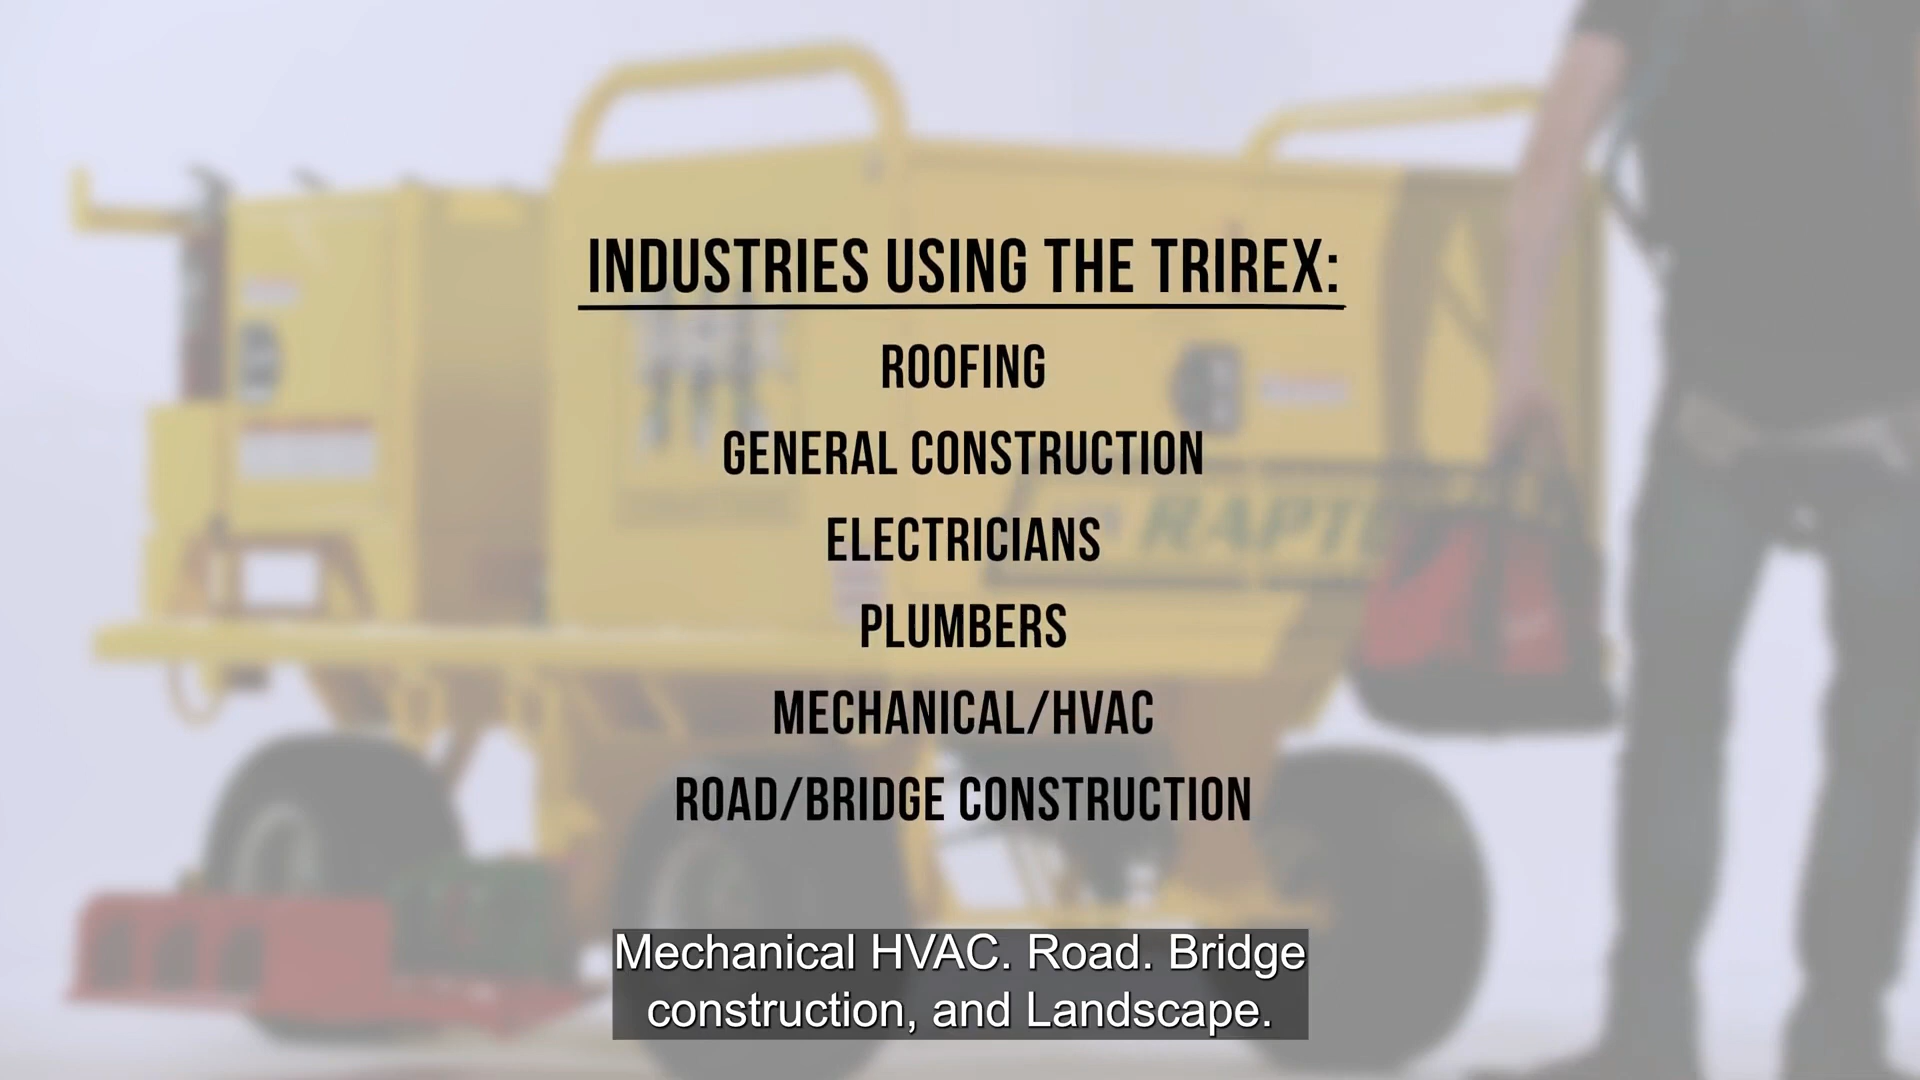 INDUSTRIES USING THE TRIREX:
ROOFING
GENERAL CONSTRUCTION
ELECTRICIANS
PLUMBERS
MECHANICAL/HVAC
ROAD/BRIDGE CONSTRUCTION
Mechanical HVAC. Road. Bridge
construction, and Landscape.